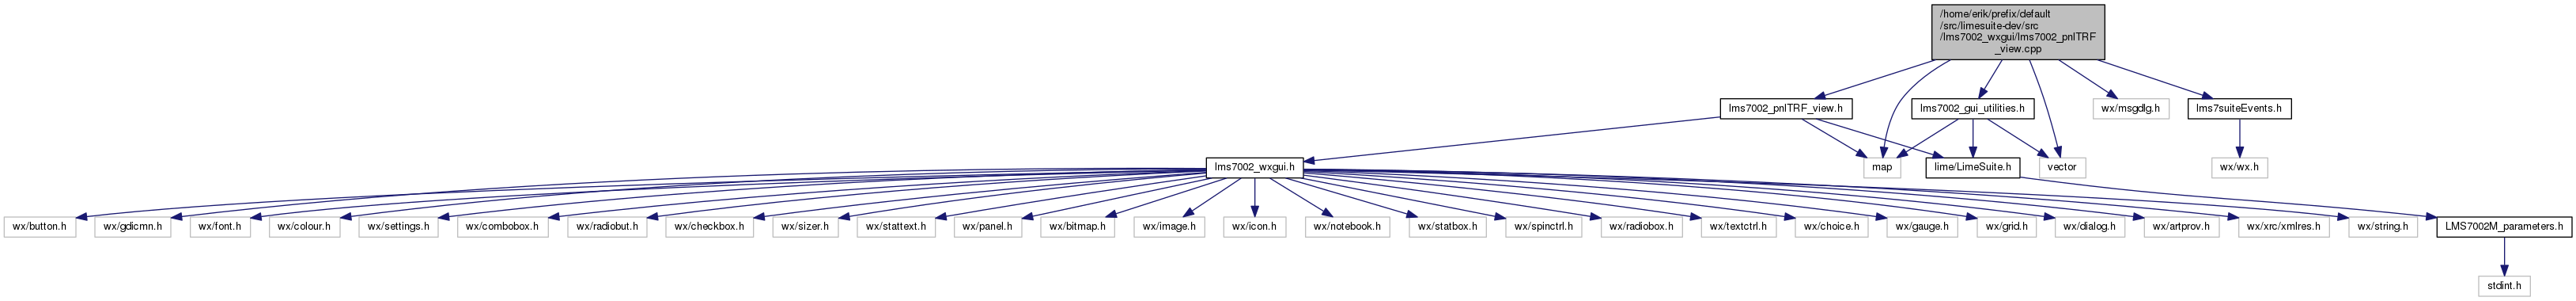 /home/erik/prefix/default
/src/limesuite-dev/src
/lms7002_wxgui/lms7002_pnlTRF
_view.cpp
lms7002_pnlTRF_view.h
lms7002_gui_utilities.h
wx/msgdlg.h
lms7suiteEvents.h
lms7002_wxgui.h
map
lime/LimeSuite.h
vector
wx/wx.h
wx/button.h
wx/gdicmn.h
wx/font.h
wx/colour.h
wx/settings.h
wx/combobox.h
wx/radiobut.h
wx/checkbox.h
wx/sizer.h
wx/stattext.h
wx/panel.h
wx/bitmap.h
wx/image.h
wx/icon.h
wx/notebook.h
wx/statbox.h
wx/spinctrl.h
wx/radiobox.h
wx/textctrl.h
wx/choice.h
wx/gauge.h
wx/grid.h
wx/dialog.h
wx/artprov.h
wx/xrc/xmlres.h
wx/string.h
LMS7002M_parameters.h
stdint.h